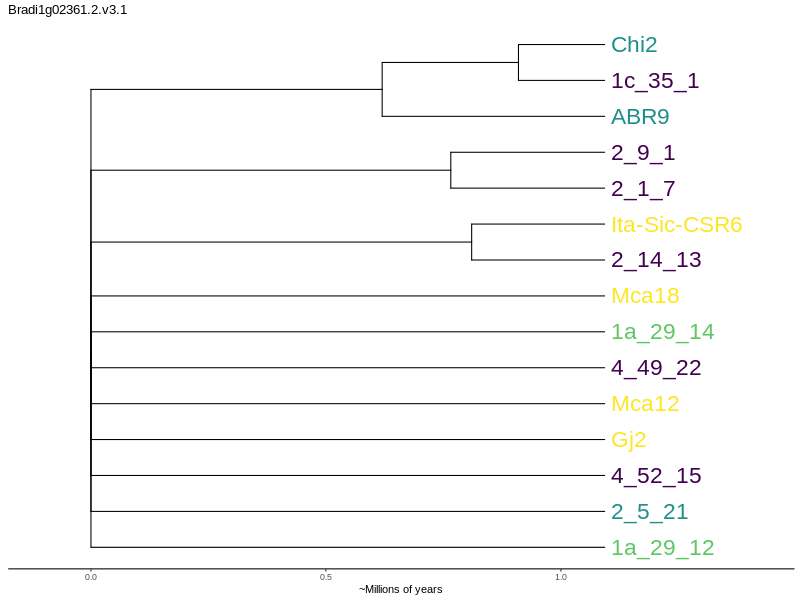 Bradi1g02361.2.v3.1
Chi2
1c_35_1
ABR9
2_9_1
2_1_7
Ita-Sic-CSR6
2_14_13
Mca18
1a_29_14
4_49_22
Mca12
Gj2
4_52_15
2_5_21
1a_29_12
0.0 0.5 1.0
~Millions of years